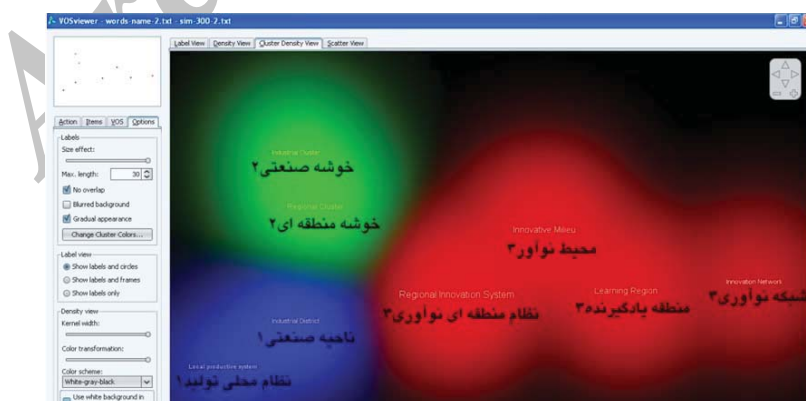 VOSviewer - words-name-2.txt - sim-300-2.txt
Label View Density View Cluster Density View Scatter View
Action Items VOS Options
Labels
Size effect:
Max. length: 30
No overlap
Blurred background
Gradual appearance
Change Cluster Colors...
Label view
Show labels and circles
Show labels and frames
Show labels only
Density view
Kernel width:
Color transformation:
Color scheme:
White-gray-black
Use white background in
Industrial Cluster
خوشه صنعتی۲
Regional Cluster
خوشه منطقه ای۲
Innovative Milieu
محیط نوآور۳
Regional Innovation System
نظام منطقه ای نوآوری۳
Learning Region
منطقه یادگیرنده۳
Innovation Network
شبکه نوآوری۳
Industrial District
ناحیه صنعتی۱
Local productive system
نظام محلی تولید۱